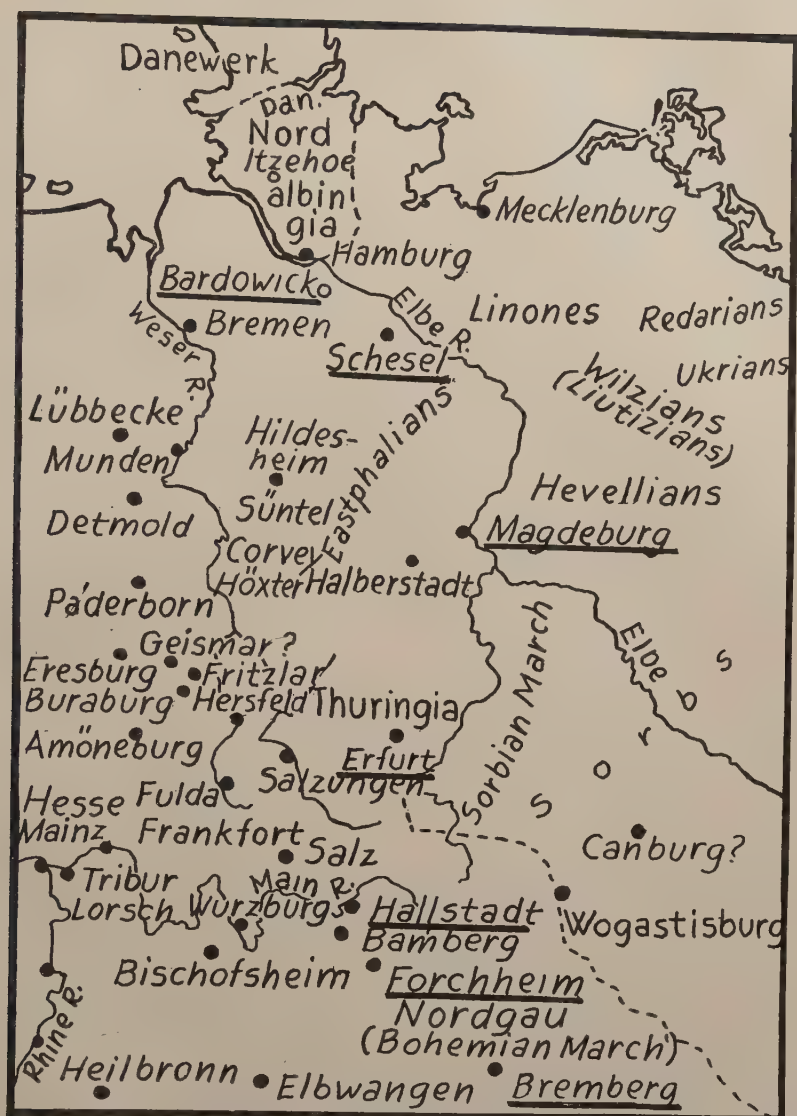 Danewerk
Dan.
Nord
Itzehoe
albin
gia
Mecklenburg
Hamburg
Bardowick
Elbe R.
Linones
Redarians
Weser R.
Bremen
Schesel
Ukrians
Wilzians
(Liutizians)
Lübbecke
Munden
Hildes-
heim
Eastphalians
Hevellians
Detmold
Süntel
Magdeburg
Corvey
Höxter
Halberstadt
Paderborn
Elbe
Sorbs
Geismar?
Eresburg
Fritzlar
Buraburg
Hersfeld
Thuringia
Sorbian March
Amöneburg
Erfurt
Salzungen
Hesse
Fulda
Mainz
Frankfort
Salz
Canburg?
Tribur
Main R.
Lorsch
Würzburg
Hallstadt
Wogastisburg
Bamberg
Bischofsheim
Forchheim
Nordgau
(Bohemian March)
Rhine R.
Heilbronn
Elbwangen
Bremberg